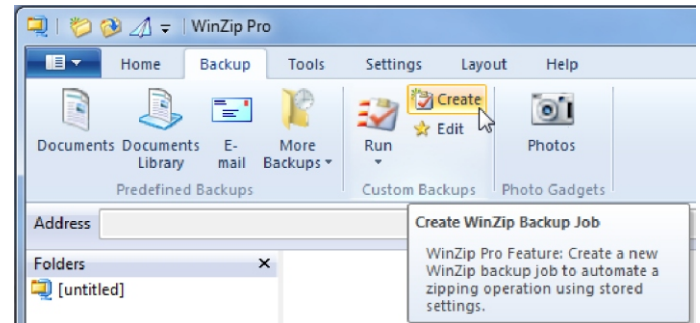 WinZip Pro
Home Backup Tools Settings Layout Help
Documents
Documents Library
E-mail
More Backups
Run
Create
Edit
Photos
Predefined Backups Custom Backups Photo Gadgets
Address
Create WinZip Backup Job
WinZip Pro Feature: Create a new
WinZip backup job to automate a
zipping operation using stored
settings.
Folders
[untitled]